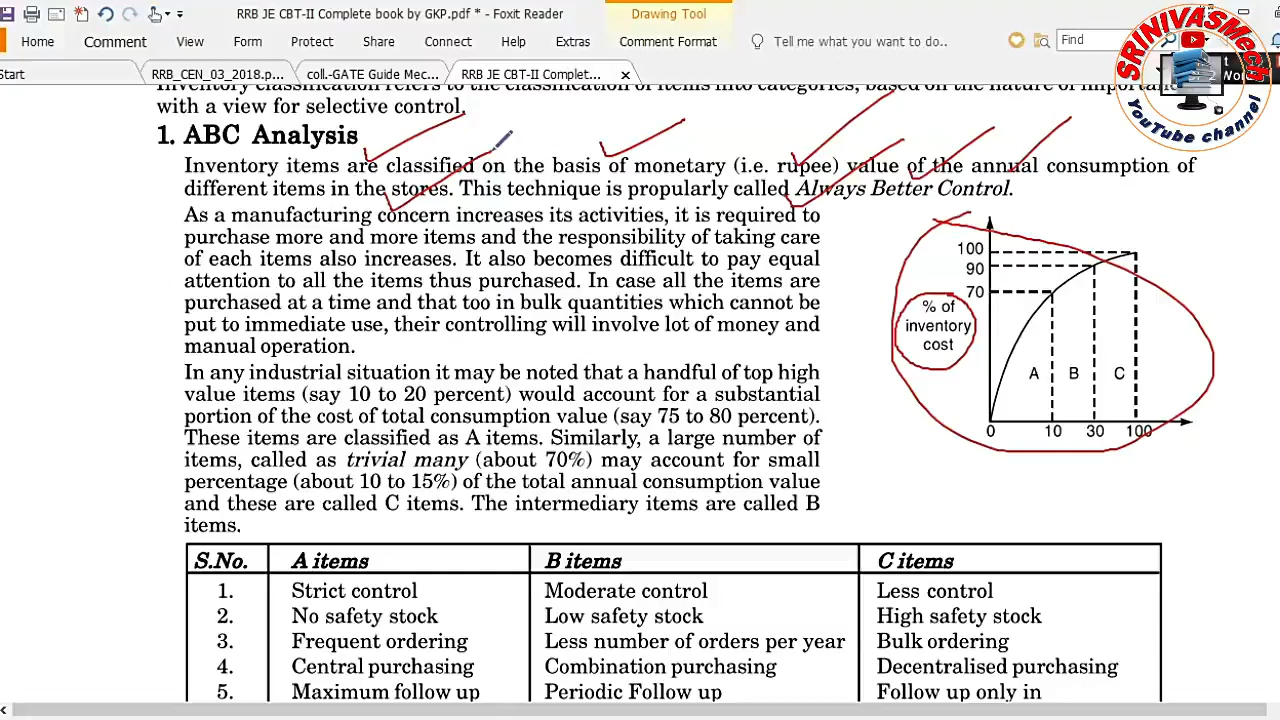 RRB JE CBT-II Complete book by GKP.pdf * - Foxit Reader
Drawing Tool
Home Comment View Form Protect Share Connect Help Extras Comment Format Tell me what you want to do.. Find
Start RRB_CEN_03_2018.p... coll.-GATE Guide Mec... RRB JE CBT-II Complet...
SRINIVASMech
YouTube channel
Inventory classification refers to the classification of items into categories, based on the nature of
with a view for selective control.
1. ABC Analysis
Inventory items are classified on the basis of monetary (i.e. rupee) value of the annual consumption of
different items in the stores. This technique is propularly called Always Better Control.
As a manufacturing concern increases its activities, it is required to
purchase more and more items and the responsibility of taking care
of each items also increases. It also becomes difficult to pay equal
attention to all the items thus purchased. In case all the items are
purchased at a time and that too in bulk quantities which cannot be
put to immediate use, their controlling will involve lot of money and
manual operation.
In any industrial situation it may be noted that a handful of top high
value items (say 10 to 20 percent) would account for a substantial
portion of the cost of total consumption value (say 75 to 80 percent).
These items are classified as A items. Similarly, a large number of
items, called as trivial many (about 70%) may account for small
percentage (about 10 to 15%) of the total annual consumption value
and these are called C items. The intermediary items are called B
items.
100
90
70
% of
inventory
cost
A B C
0 10 30 100
S.No. A items B items C items
1. Strict control Moderate control Less control
2. No safety stock Low safety stock High safety stock
3. Frequent ordering Less number of orders per year Bulk ordering
4. Central purchasing Combination purchasing Decentralised purchasing
5. Maximum follow up Periodic Follow up Follow up only in